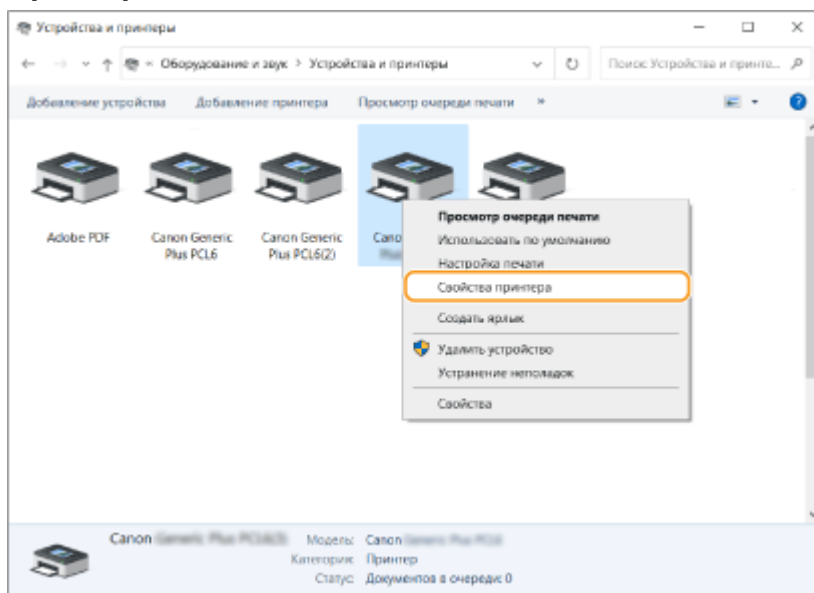 Устройства и принтеры
« Оборудование и звук > Устройства и принтеры
Поиск: Устройства и принте...
Добавление устройства Добавление принтера Просмотр очереди печати »
Adobe PDF
Canon Generic
Plus PCL6
Canon Generic
Plus PCL6(2)
Cano
Просмотр очереди печати
Использовать по умолчанию
Настройка печати
Свойства принтера
Создать ярлык
Удалить устройство
Устранение неполадок
Свойства
Canon Модель: Canon
Категория: Принтер
Статус: Документов в очереди: 0